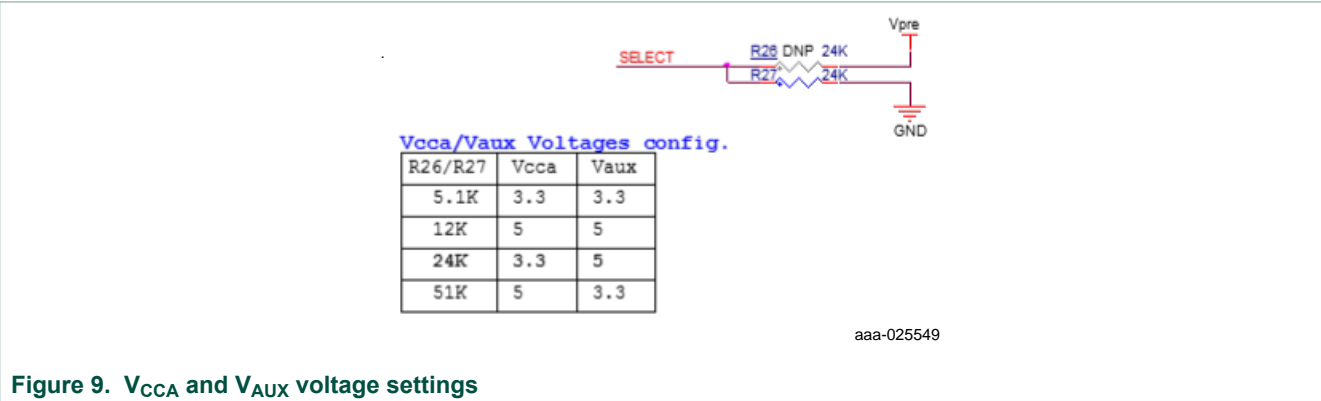 Vpre
SELECT
R26 DNP 24K
R27 24K
GND
Vcca/Vaux Voltages config.
R26/R27 Vcca Vaux
5.1K 3.3 3.3
12K 5 5
24K 3.3 5
51K 5 3.3
aaa-025549
Figure 9. VCCA and VAUX voltage settings